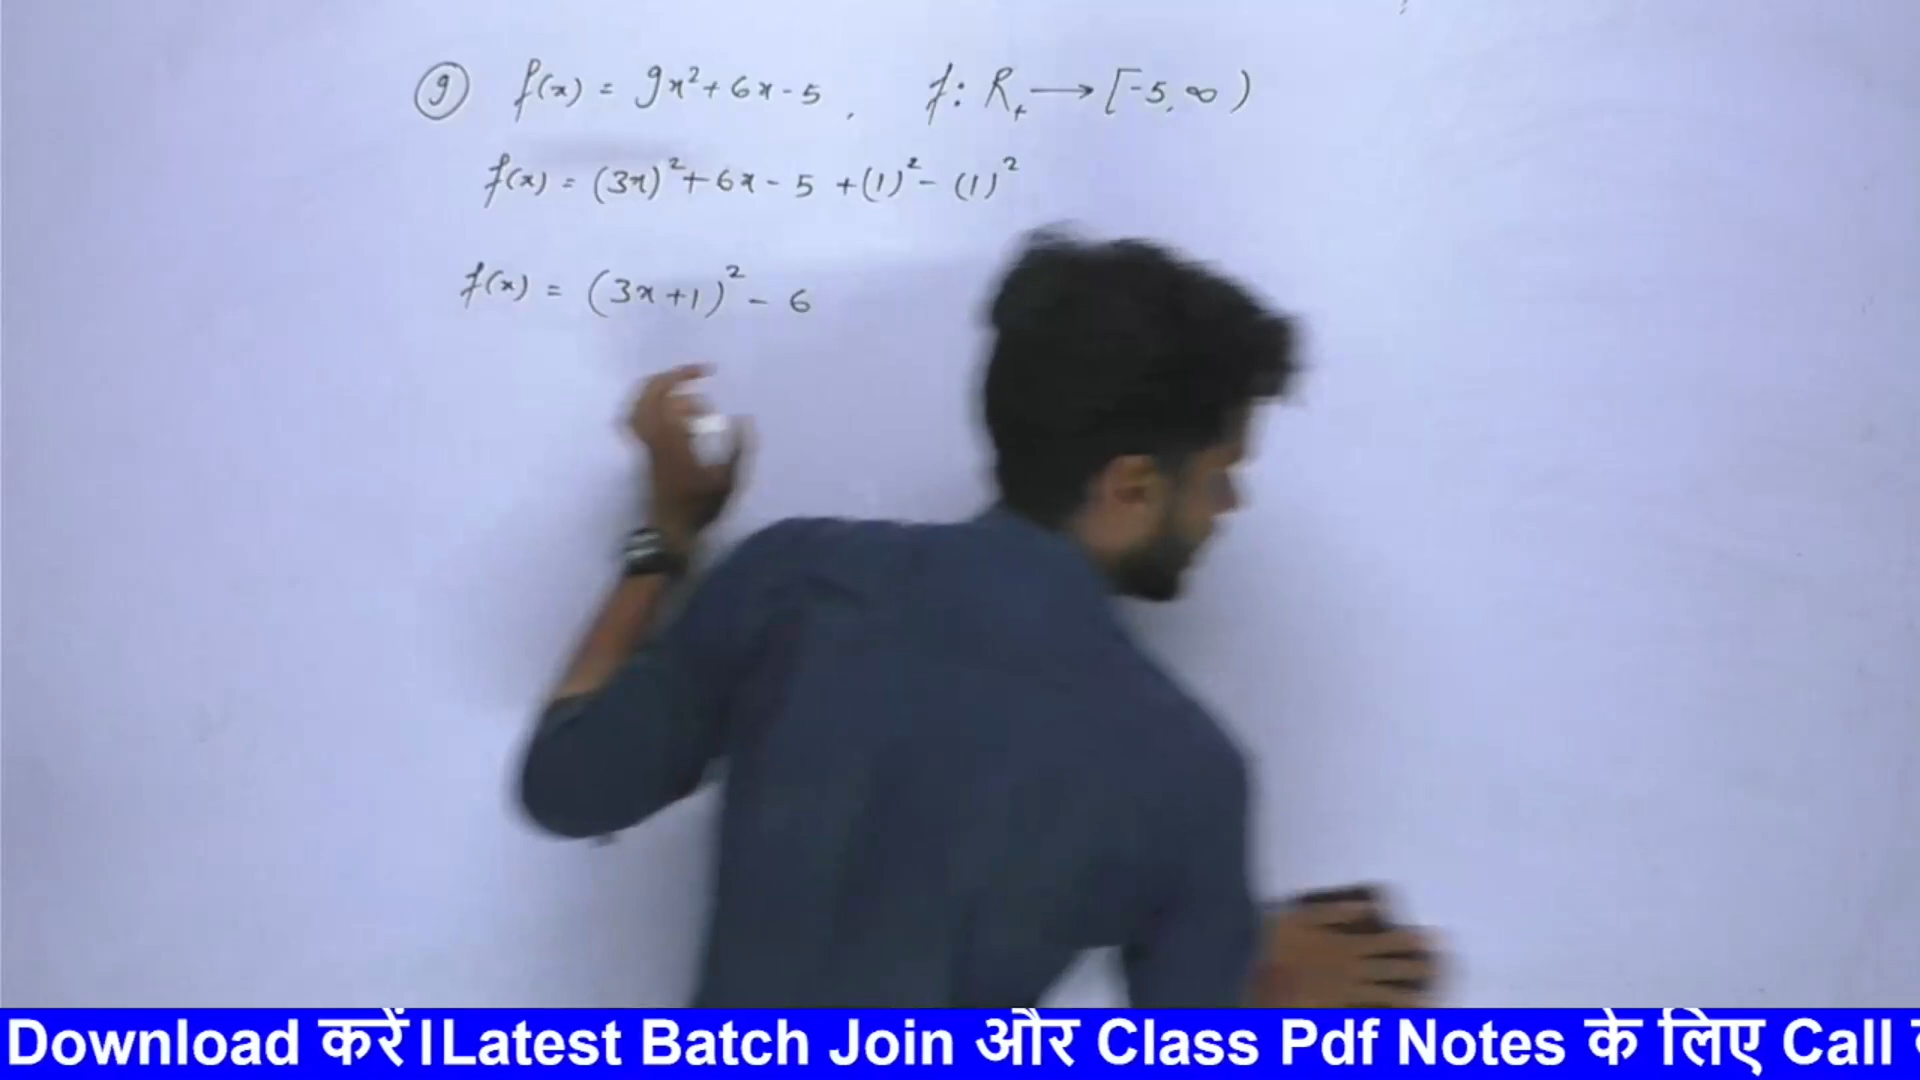 (9) f(x) = 9x²+6x-5, f: R₊→[-5,∞)
f(x) = (3x)²+6x-5+(1)²-(1)²
f(x) = (3x+1)²-6
Download करें।Latest Batch Join और Class Pdf Notes के लिए Call